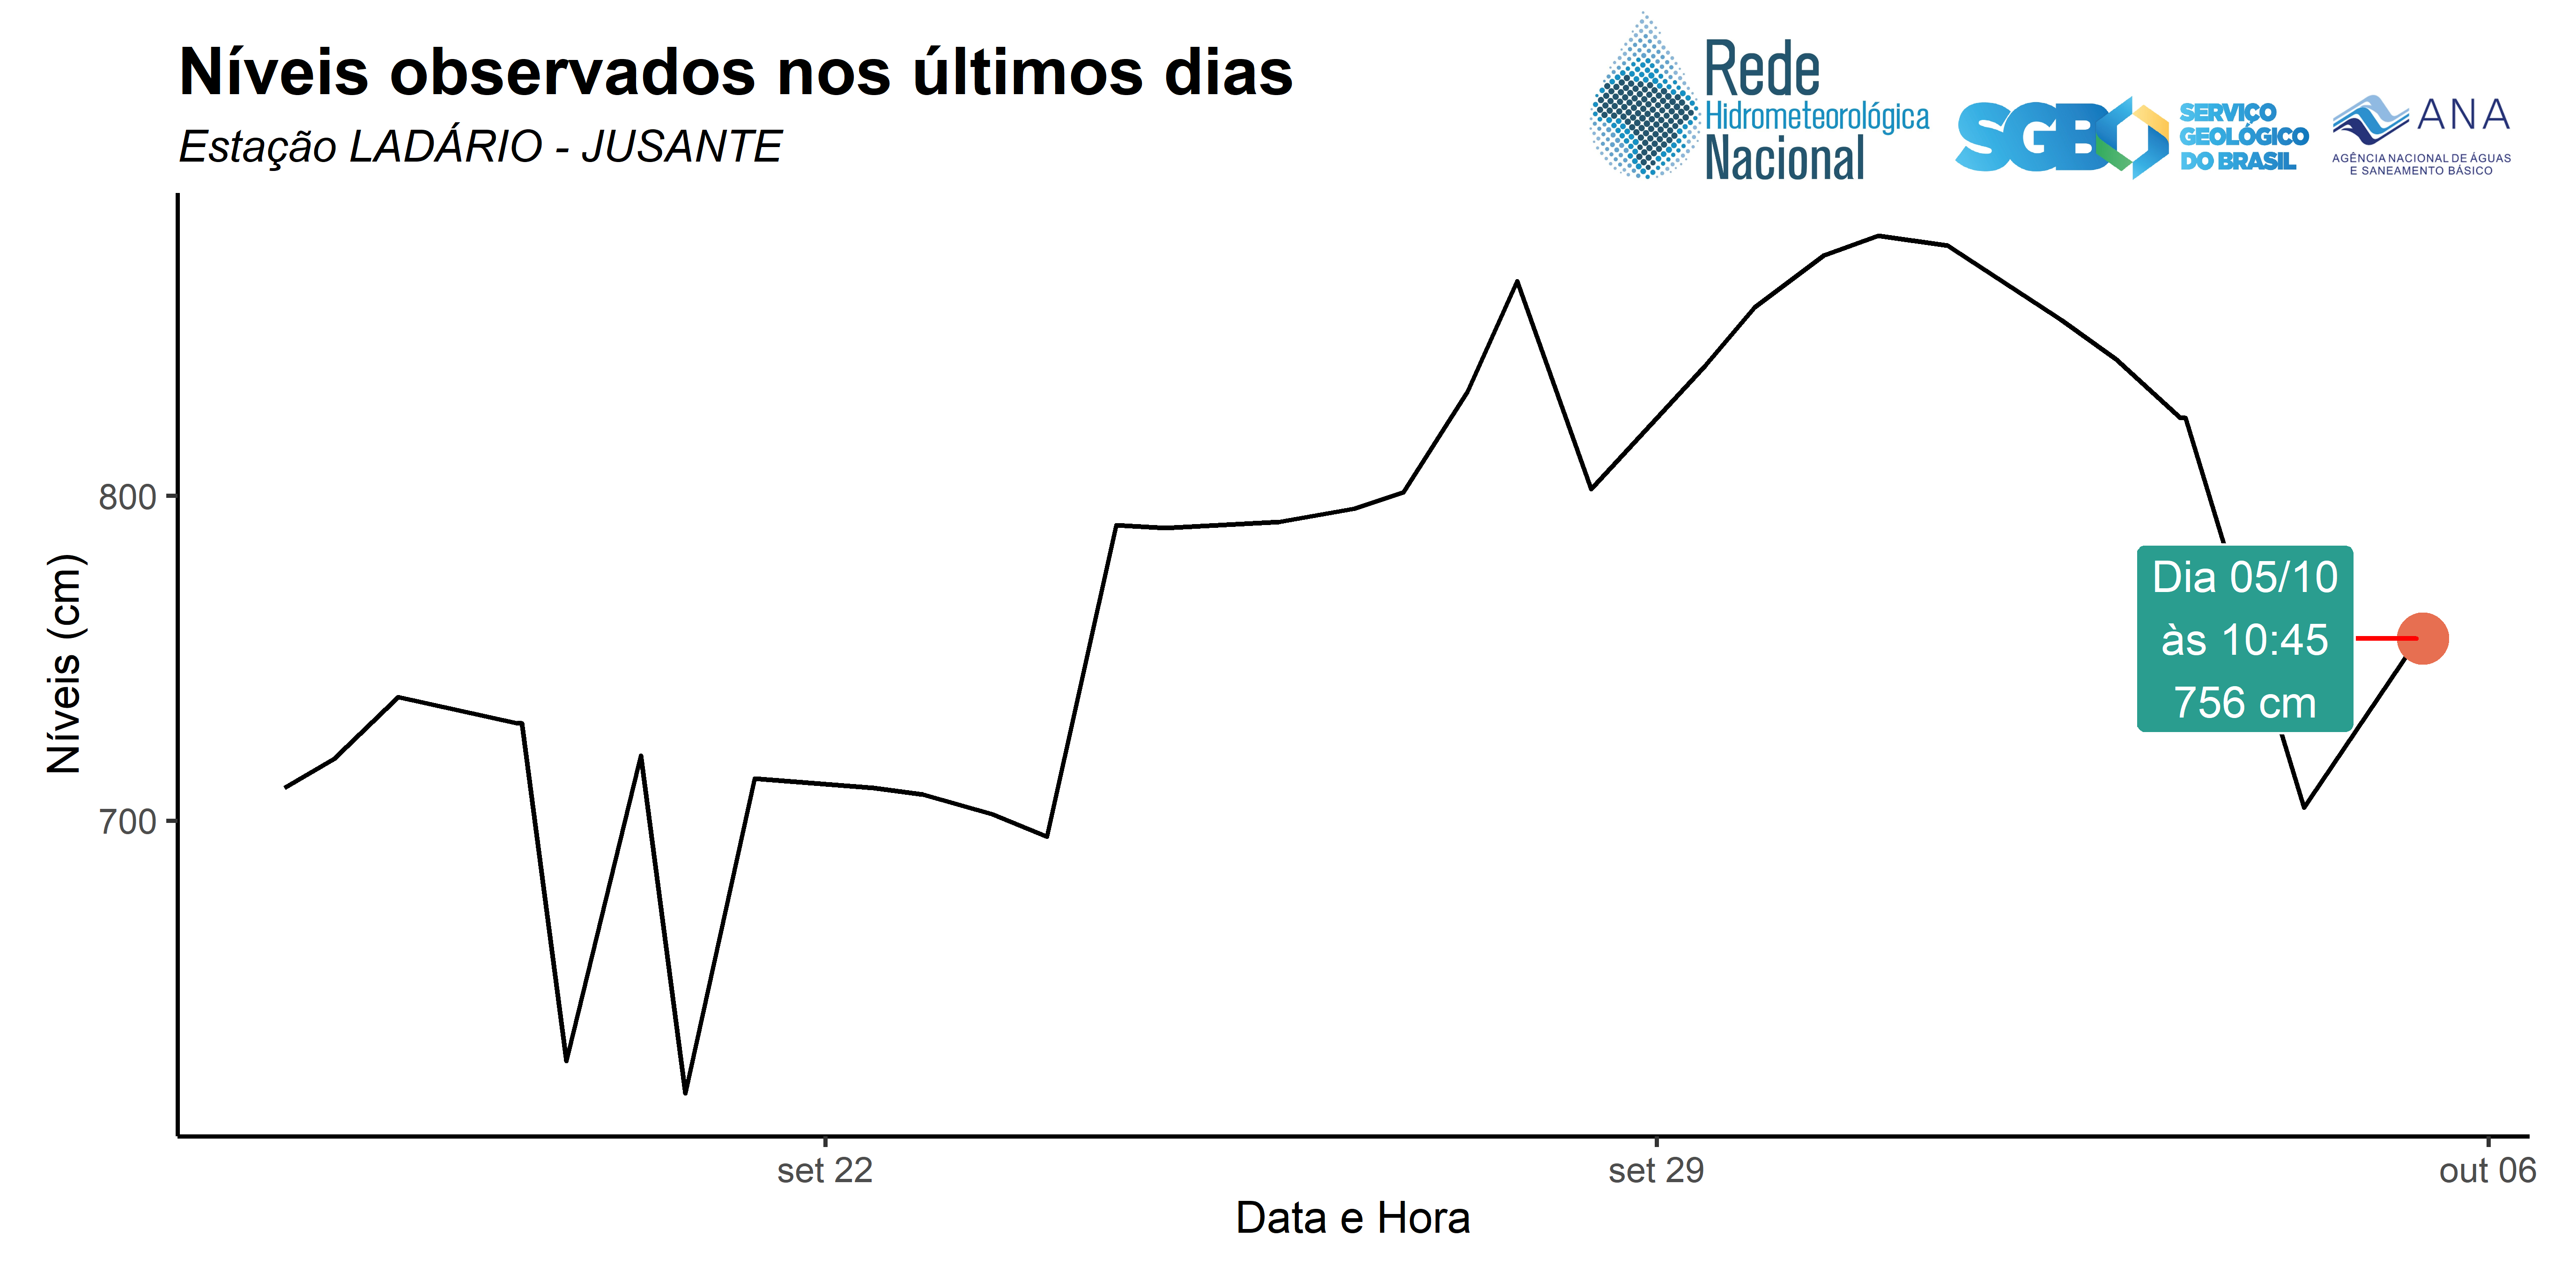 Níveis observados nos últimos dias
Estação LADÁRIO - JUSANTE
Rede
Hidrometeorológica
Nacional
SGB
SERVIÇO
GEOLÓGICO
DO BRASIL
ANA
AGÊNCIA NACIONAL DE ÁGUAS
E SANEAMENTO BÁSICO
Níveis (cm)
800
700
Dia 05/10
às 10:45
756 cm
set 22
set 29
out 06
Data e Hora